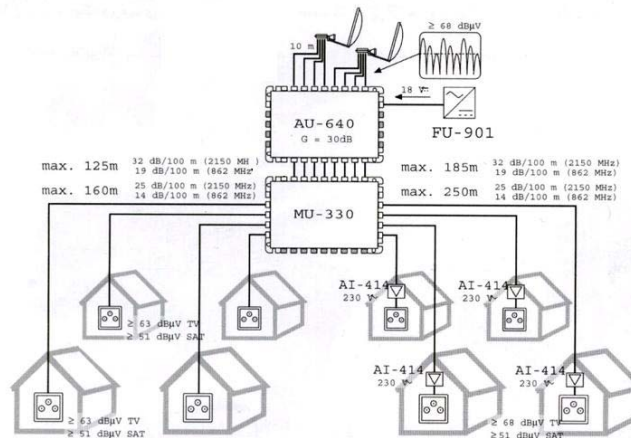 ≥ 68 dBµV
10 m
18 V
AU-640
G = 30dB
FU-901
max. 125m
32 dB/100 m (2150 MH )
19 dB/100 m (862 MHz)
max. 160m
25 dB/100 m (2150 MHz)
14 dB/100 m (862 MHz)
max. 185m
32 dB/100 m (2150 MHz)
19 dB/100 m (862 MHz)
max. 250m
25 dB/100 m (2150 MHz)
14 dB/100 m (862 MHz)
MU-330
≥ 63 dBµV TV
≥ 51 dBµV SAT
AI-414
230 V~
AI-414
230 V~
≥ 63 dBµV TV
≥ 51 dBµV SAT
AI-414
230 V~
AI-414
230 V~
≥ 68 dBµV TV
≥ 51 dBµV SAT